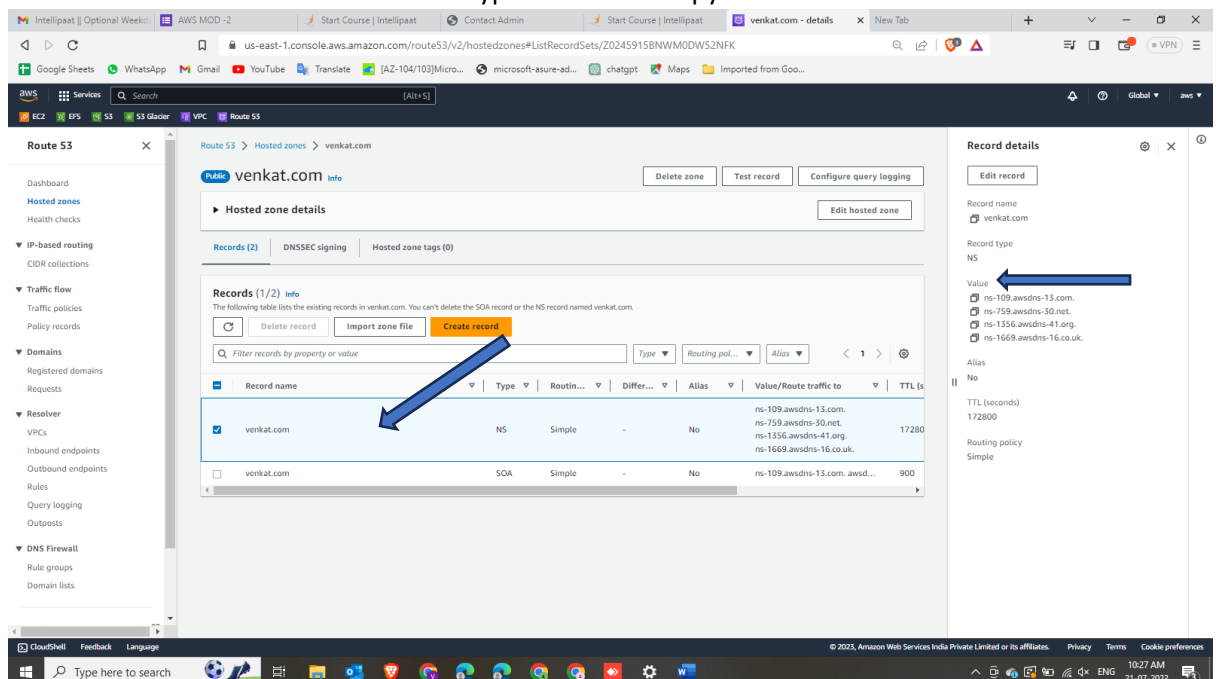 Intellipaat || Optional Weekd
AWS MOD -2
Start Course | Intellipaat
Contact Admin
Start Course | Intellipaat
venkat.com - details
New Tab
us-east-1.console.aws.amazon.com/route53/v2/hostedzones#ListRecordSets/Z0245915BNWM0DW52NFK
VPN
Google Sheets
WhatsApp
Gmail
YouTube
Translate
[AZ-104/103]Micro...
microsoft-asure-ad...
chatgpt
Maps
Imported from Goo...
aws
Services
Search
[Alt+S]
Global
aws
EC2
EFS
S3
S3 Glacier
VPC
Route 53
Route 53
Dashboard
Hosted zones
Health checks
IP-based routing
CIDR collections
Traffic flow
Traffic policies
Policy records
Domains
Registered domains
Requests
Resolver
VPCs
Inbound endpoints
Outbound endpoints
Rules
Query logging
Outposts
DNS Firewall
Rule groups
Domain lists
Route 53 > Hosted zones > venkat.com
Public venkat.com Info
Delete zone
Test record
Configure query logging
Hosted zone details
Edit hosted zone
Records (2)
DNSSEC signing
Hosted zone tags (0)
Records (1/2) Info
The following table lists the existing records in venkat.com. You can't delete the SOA record or the NS record named venkat.com.
Delete record
Import zone file
Create record
Filter records by property or value
Type
Routing pol...
Alias
1
Record name Type Routin... Differ... Alias Value/Route traffic to TTL (s
venkat.com NS Simple - No
ns-109.awsdns-13.com.
ns-759.awsdns-30.net.
ns-1356.awsdns-41.org.
ns-1669.awsdns-16.co.uk.
17280
venkat.com SOA Simple - No ns-109.awsdns-13.com. awsd... 900
Record details
Edit record
Record name
venkat.com
Record type
NS
Value
ns-109.awsdns-13.com.
ns-759.awsdns-30.net.
ns-1356.awsdns-41.org.
ns-1669.awsdns-16.co.uk.
Alias
No
TTL (seconds)
172800
Routing policy
Simple
CloudShell
Feedback
Language
© 2023, Amazon Web Services India Private Limited or its affiliates.
Privacy
Terms
Cookie preferences
Type here to search
ENG
10:27 AM
21-07-2023